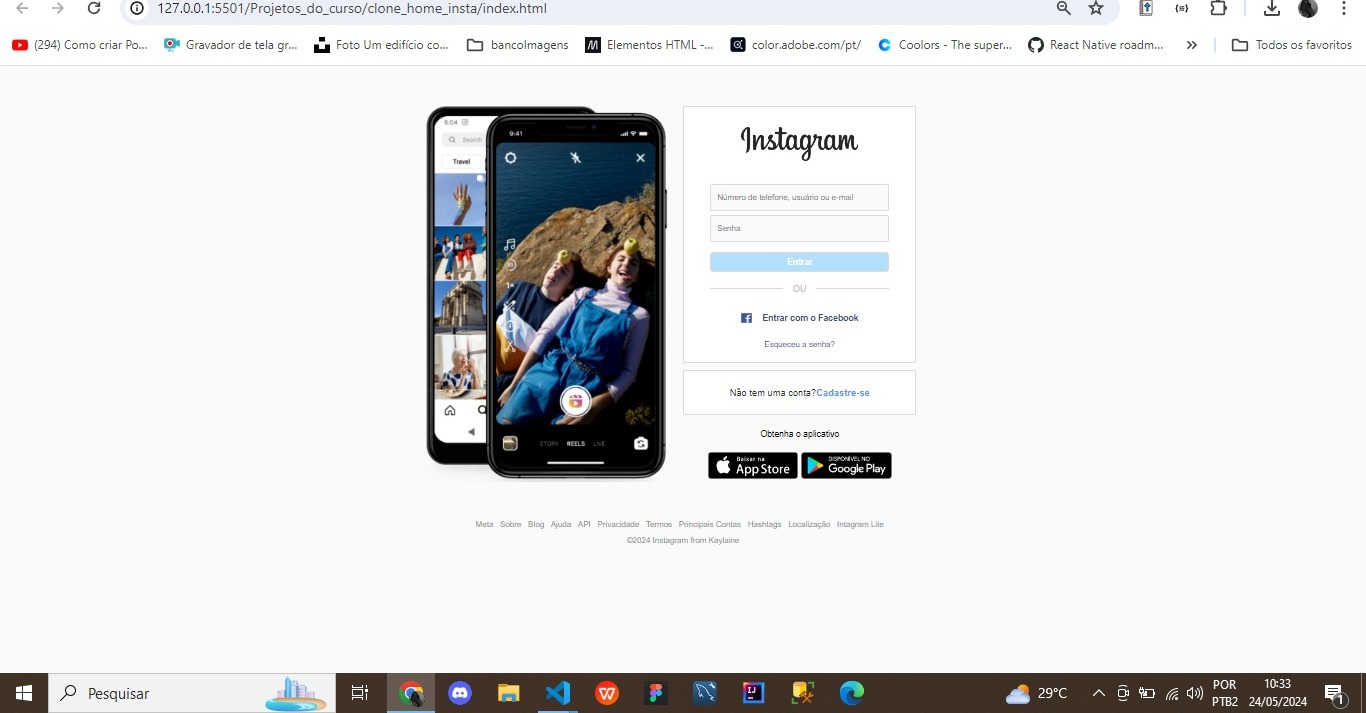 127.0.0.1:5501/Projetos_do_curso/clone_home_insta/index.html
(294) Como criar Po... Gravador de tela gr... Foto Um edifício co... bancoImagens Elementos HTML -... color.adobe.com/pt/ Coolors - The super... React Native roadm... Todos os favoritos
8:04
Search
Travel
9:41
1×
STORY REELS LIVE
Instagram
Número de telefone, usuário ou e-mail
Senha
Entrar
OU
Entrar com o Facebook
Esqueceu a senha?
Não tem uma conta?Cadastre-se
Obtenha o aplicativo
Baixar na
App Store
DISPONÍVEL NO
Google Play
Meta Sobre Blog Ajuda API Privacidade Termos Principais Contas Hashtags Localização Intagram Lite
©2024 Instagram from Kaylaine
Pesquisar
29°C
POR
PTB2
10:33
24/05/2024
1